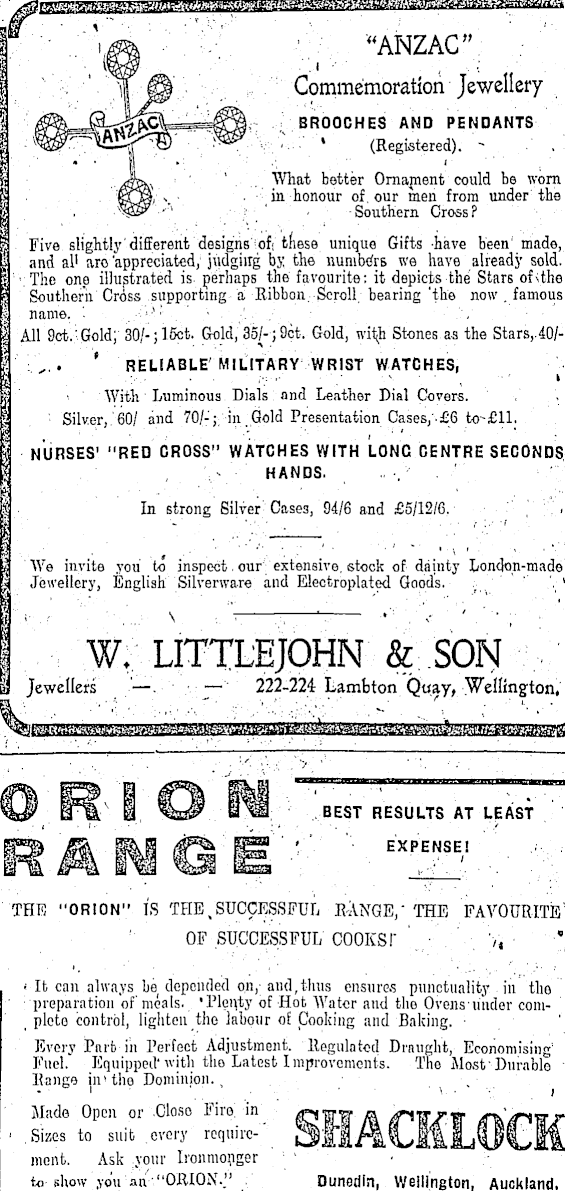 ANZAC
"ANZAC"
Commemoration Jewellery
BROOCHES AND PENDANTS
(Registered).
What better Ornament could be worn
in honour of our men from under the
Southern Cross?
Five slightly different designs of these unique Gifts have been made,
and all are appreciated, judging by the numbers we have already sold.
The one illustrated is perhaps the favourite: it depicts the Stars of the
Southern Cross supporting a Ribbon Scroll bearing the now famous
name.
All 9ct. Gold, 30/-; 15ct. Gold, 35/-; 9ct. Gold, with Stones as the Stars, 40/-
RELIABLE MILITARY WRIST WATCHES,
With Luminous Dials and Leather Dial Covers.
Silver, 60/ and 70/-; in Gold Presentation Cases, £6 to £11.
NURSES' "RED CROSS" WATCHES WITH LONG CENTRE SECONDS
HANDS.
In strong Silver Cases, 94/6 and £5/12/6.
We invite you to inspect our extensive stock of dainty London-made
Jewellery, English Silverware and Electroplated Goods.
W. LITTLEJOHN & SON
Jewellers — — 222-224 Lambton Quay, Wellington,
ORION
RANGE
BEST RESULTS AT LEAST
EXPENSE!
THE "ORION" IS THE SUCCESSFUL RANGE, THE FAVOURITE
OF SUCCESSFUL COOKS!
It can always be depended on, and thus ensures punctuality in the
preparation of meals. Plenty of Hot Water and the Ovens under com-
plete control, lighten the labour of Cooking and Baking.
Every Part in Perfect Adjustment. Regulated Draught, Economising
Fuel. Equipped with the Latest Improvements. The Most Durable
Range in the Dominion.
Made Open or Close Fire in
Sizes to suit every require-
ment. Ask your Ironmonger
to show you an "ORION."
SHACKLOCK
Dunedin, Wellington, Auckland,